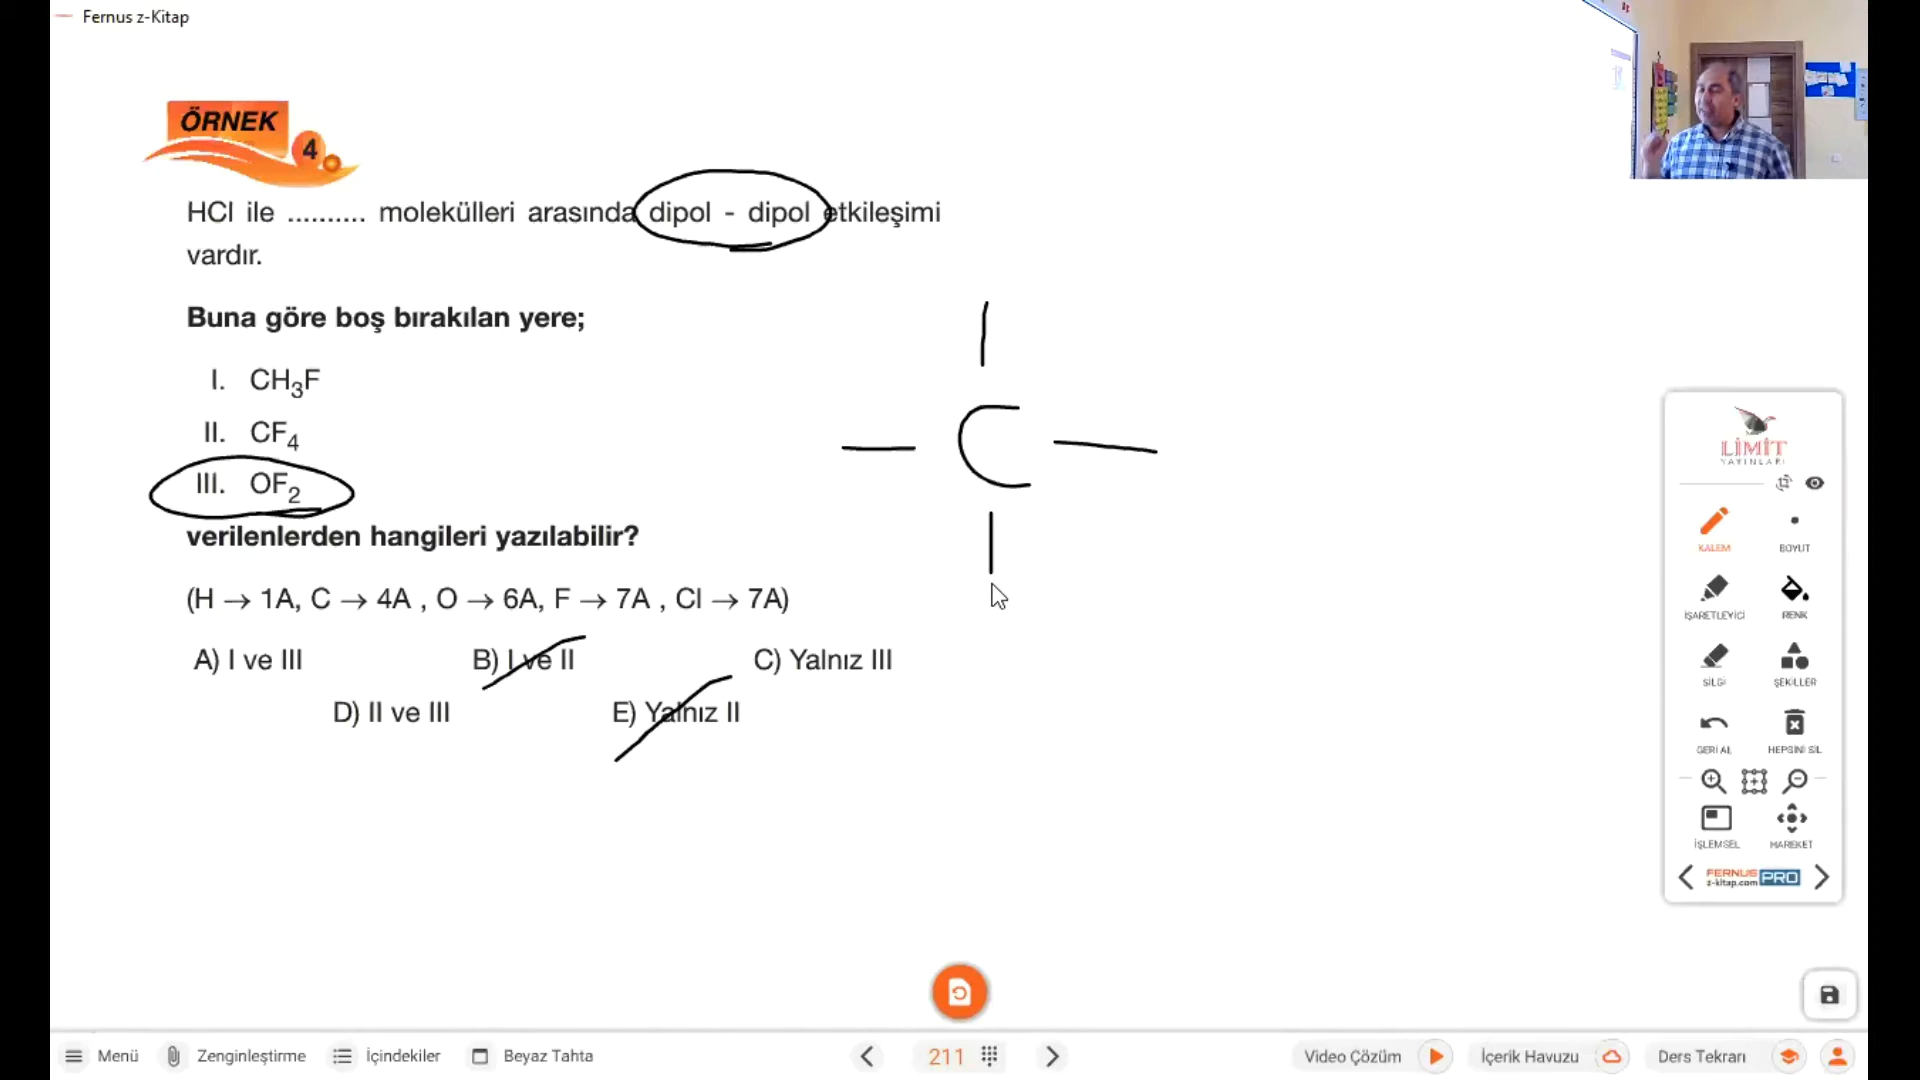 Fernus z-Kitap
ÖRNEK
4
HCl ile .......... molekülleri arasında dipol - dipol etkileşimi
vardır.
Buna göre boş bırakılan yere;
I. CH3F
II. CF4
III. OF2
verilenlerden hangileri yazılabilir?
(H → 1A, C → 4A , O → 6A, F → 7A , Cl → 7A)
A) I ve III B) I ve II C) Yalnız III
D) II ve III E) Yalnız II
C
LİMİT
YAYINLARI
KALEM BOYUT
İŞARETLEYİCİ RENK
SİLGİ ŞEKİLLER
GERİ AL HEPSİNİ SİL
İŞLEMSEL HAREKET
FERNUS PRO
z-kitap.com
Menü Zenginleştirme İçindekiler Beyaz Tahta 211 Video Çözüm İçerik Havuzu Ders Tekrarı